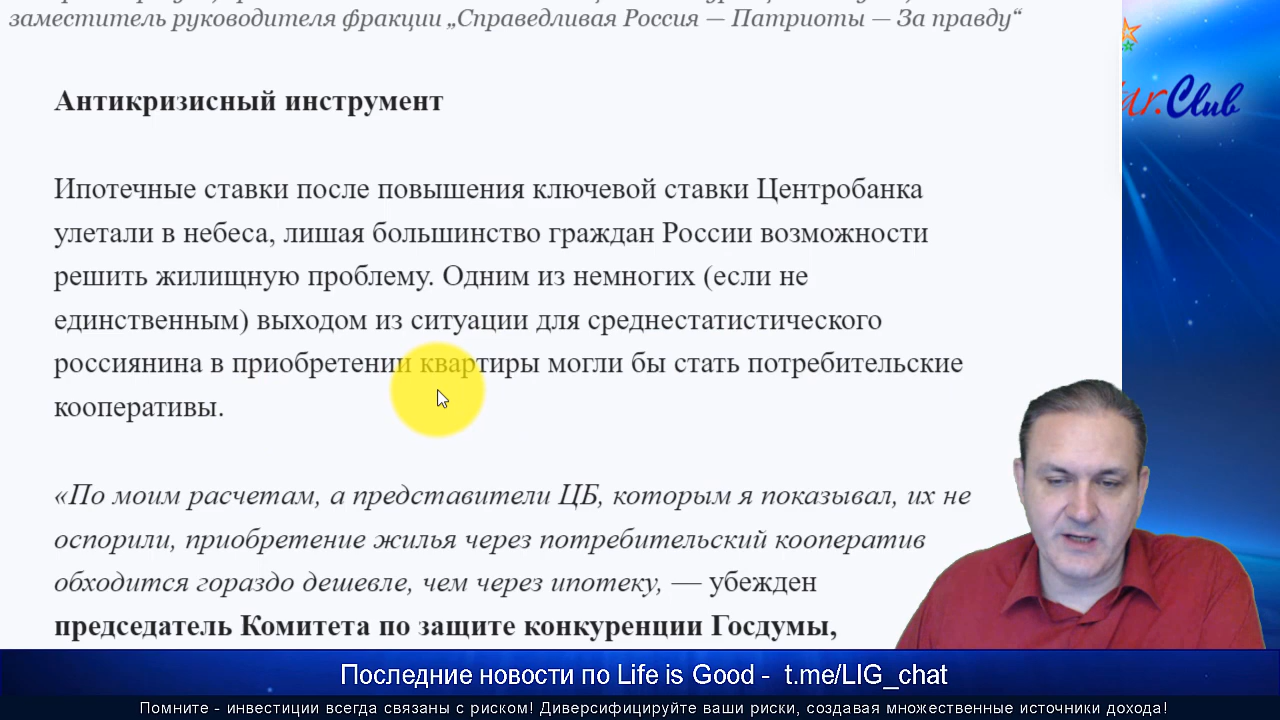 заместитель руководителя фракции „Справедливая Россия — Патриоты — За правду“
Club
Антикризисный инструмент
Ипотечные ставки после повышения ключевой ставки Центробанка
улетали в небеса, лишая большинство граждан России возможности
решить жилищную проблему. Одним из немногих (если не
единственным) выходом из ситуации для среднестатистического
россиянина в приобретении квартиры могли бы стать потребительские
кооперативы.
«По моим расчетам, а представители ЦБ, которым я показывал, их не
оспорили, приобретение жилья через потребительский кооператив
обходится гораздо дешевле, чем через ипотеку, — убежден
председатель Комитета по защите конкуренции Госдумы,
Последние новости по Life is Good - t.me/LIG_chat
Помните - инвестиции всегда связаны с риском! Диверсифицируйте ваши риски, создавая множественные источники дохода!